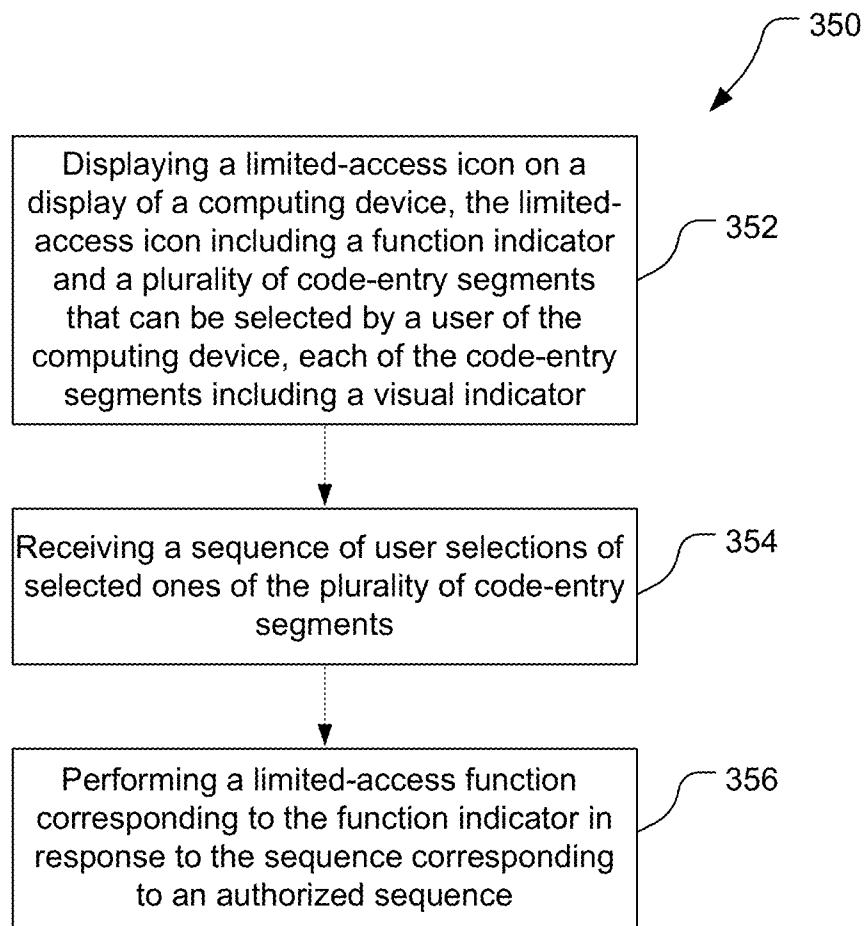 350
Displaying a limited-access icon on a
display of a computing device, the limited-
access icon including a function indicator
and a plurality of code-entry segments
that can be selected by a user of the
computing device, each of the code-entry
segments including a visual indicator
352
Receiving a sequence of user selections of
selected ones of the plurality of code-entry
segments
354
Performing a limited-access function
corresponding to the function indicator in
response to the sequence corresponding
to an authorized sequence
356